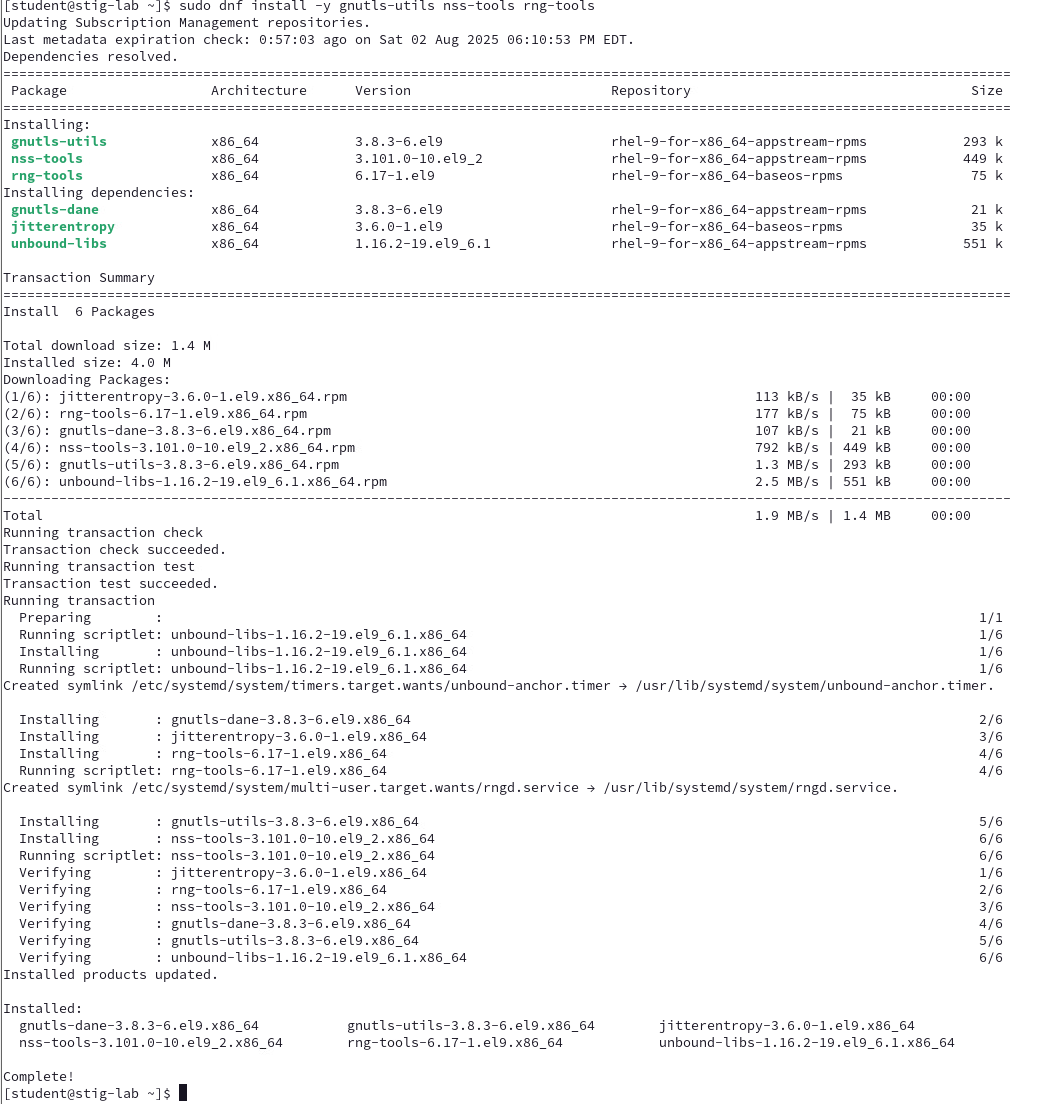 [student@stig-lab ~]$ sudo dnf install -y gnutls-utils nss-tools rng-tools
Updating Subscription Management repositories.
Last metadata expiration check: 0:57:03 ago on Sat 02 Aug 2025 06:10:53 PM EDT.
Dependencies resolved.
==============================================================================================================================
Package Architecture Version Repository Size
==============================================================================================================================
Installing:
gnutls-utils x86_64 3.8.3-6.el9 rhel-9-for-x86_64-appstream-rpms 293 k
nss-tools x86_64 3.101.0-10.el9_2 rhel-9-for-x86_64-appstream-rpms 449 k
rng-tools x86_64 6.17-1.el9 rhel-9-for-x86_64-baseos-rpms 75 k
Installing dependencies:
gnutls-dane x86_64 3.8.3-6.el9 rhel-9-for-x86_64-appstream-rpms 21 k
jitterentropy x86_64 3.6.0-1.el9 rhel-9-for-x86_64-baseos-rpms 35 k
unbound-libs x86_64 1.16.2-19.el9_6.1 rhel-9-for-x86_64-appstream-rpms 551 k
Transaction Summary
==============================================================================================================================
Install  6 Packages
Total download size: 1.4 M
Installed size: 4.0 M
Downloading Packages:
(1/6): jitterentropy-3.6.0-1.el9.x86_64.rpm 113 kB/s |  35 kB     00:00
(2/6): rng-tools-6.17-1.el9.x86_64.rpm 177 kB/s |  75 kB     00:00
(3/6): gnutls-dane-3.8.3-6.el9.x86_64.rpm 107 kB/s |  21 kB     00:00
(4/6): nss-tools-3.101.0-10.el9_2.x86_64.rpm 792 kB/s | 449 kB     00:00
(5/6): gnutls-utils-3.8.3-6.el9.x86_64.rpm 1.3 MB/s | 293 kB     00:00
(6/6): unbound-libs-1.16.2-19.el9_6.1.x86_64.rpm 2.5 MB/s | 551 kB     00:00
------------------------------------------------------------------------------------------------------------------------------
Total 1.9 MB/s | 1.4 MB     00:00
Running transaction check
Transaction check succeeded.
Running transaction test
Transaction test succeeded.
Running transaction
Preparing        : 1/1
Running scriptlet: unbound-libs-1.16.2-19.el9_6.1.x86_64 1/6
Installing       : unbound-libs-1.16.2-19.el9_6.1.x86_64 1/6
Running scriptlet: unbound-libs-1.16.2-19.el9_6.1.x86_64 1/6
Created symlink /etc/systemd/system/timers.target.wants/unbound-anchor.timer → /usr/lib/systemd/system/unbound-anchor.timer.
Installing       : gnutls-dane-3.8.3-6.el9.x86_64 2/6
Installing       : jitterentropy-3.6.0-1.el9.x86_64 3/6
Installing       : rng-tools-6.17-1.el9.x86_64 4/6
Running scriptlet: rng-tools-6.17-1.el9.x86_64 4/6
Created symlink /etc/systemd/system/multi-user.target.wants/rngd.service → /usr/lib/systemd/system/rngd.service.
Installing       : gnutls-utils-3.8.3-6.el9.x86_64 5/6
Installing       : nss-tools-3.101.0-10.el9_2.x86_64 6/6
Running scriptlet: nss-tools-3.101.0-10.el9_2.x86_64 6/6
Verifying        : jitterentropy-3.6.0-1.el9.x86_64 1/6
Verifying        : rng-tools-6.17-1.el9.x86_64 2/6
Verifying        : nss-tools-3.101.0-10.el9_2.x86_64 3/6
Verifying        : gnutls-dane-3.8.3-6.el9.x86_64 4/6
Verifying        : gnutls-utils-3.8.3-6.el9.x86_64 5/6
Verifying        : unbound-libs-1.16.2-19.el9_6.1.x86_64 6/6
Installed products updated.
Installed:
gnutls-dane-3.8.3-6.el9.x86_64 gnutls-utils-3.8.3-6.el9.x86_64 jitterentropy-3.6.0-1.el9.x86_64
nss-tools-3.101.0-10.el9_2.x86_64 rng-tools-6.17-1.el9.x86_64 unbound-libs-1.16.2-19.el9_6.1.x86_64
Complete!
[student@stig-lab ~]$